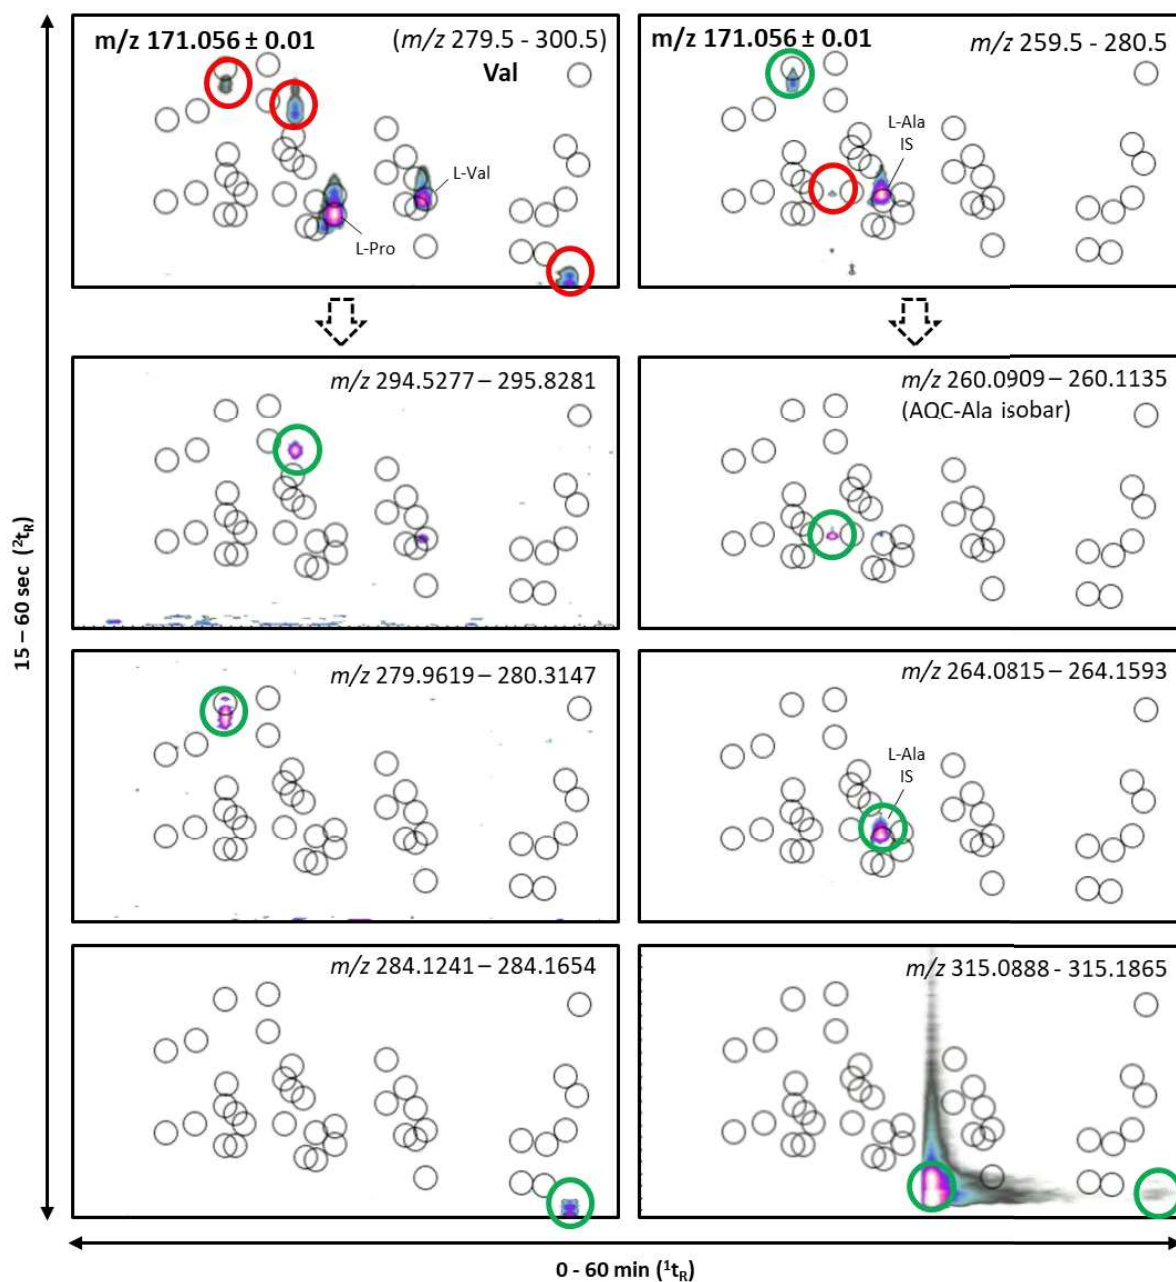 m/z 171.056 ± 0.01
(m/z 279.5 - 300.5)
Val
L-Val
L-Pro
m/z 171.056 ± 0.01
m/z 259.5 - 280.5
L-Ala
IS
m/z 294.5277 – 295.8281
m/z 260.0909 – 260.1135
(AQC-Ala isobar)
m/z 279.9619 – 280.3147
m/z 264.0815 – 264.1593
L-Ala
IS
m/z 284.1241 – 284.1654
m/z 315.0888 - 315.1865
15 – 60 sec (²tR)
0 - 60 min (¹tR)